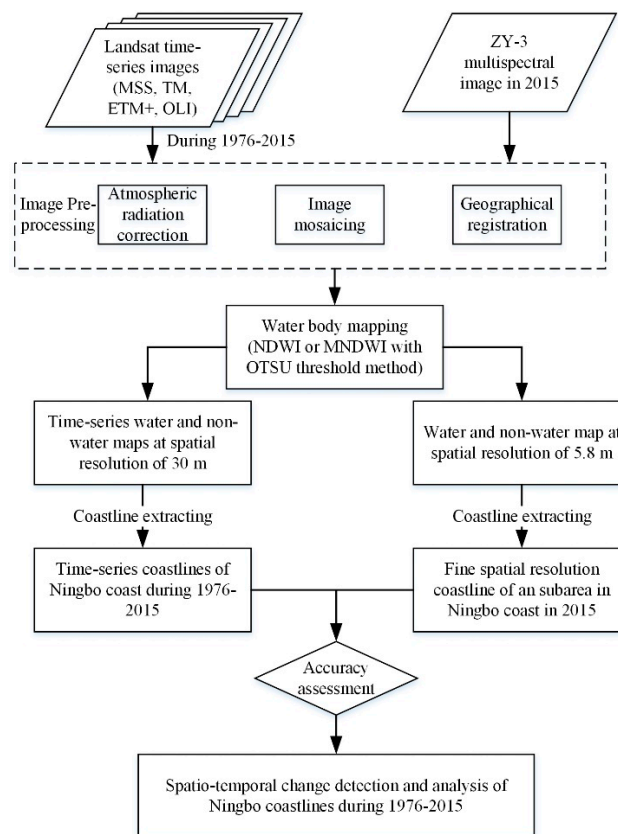 Landsat time-
series images
(MSS, TM,
ETM+, OLI)
ZY-3
multispectral
image in 2015
During 1976-2015
Image Pre-
processing
Atmospheric
radiation
correction
Image
mosaicing
Geographical
registration
Water body mapping
(NDWI or MNDWI with
OTSU threshold method)
Time-series water and non-
water maps at spatial
resolution of 30 m
Water and non-water map at
spatial resolution of 5.8 m
Coastline extracting
Coastline extracting
Time-series coastlines of
Ningbo coast during 1976-
2015
Fine spatial resolution
coastline of an subarea in
Ningbo coast in 2015
Accuracy
assessment
Spatio-temporal change detection and analysis of
Ningbo coastlines during 1976-2015